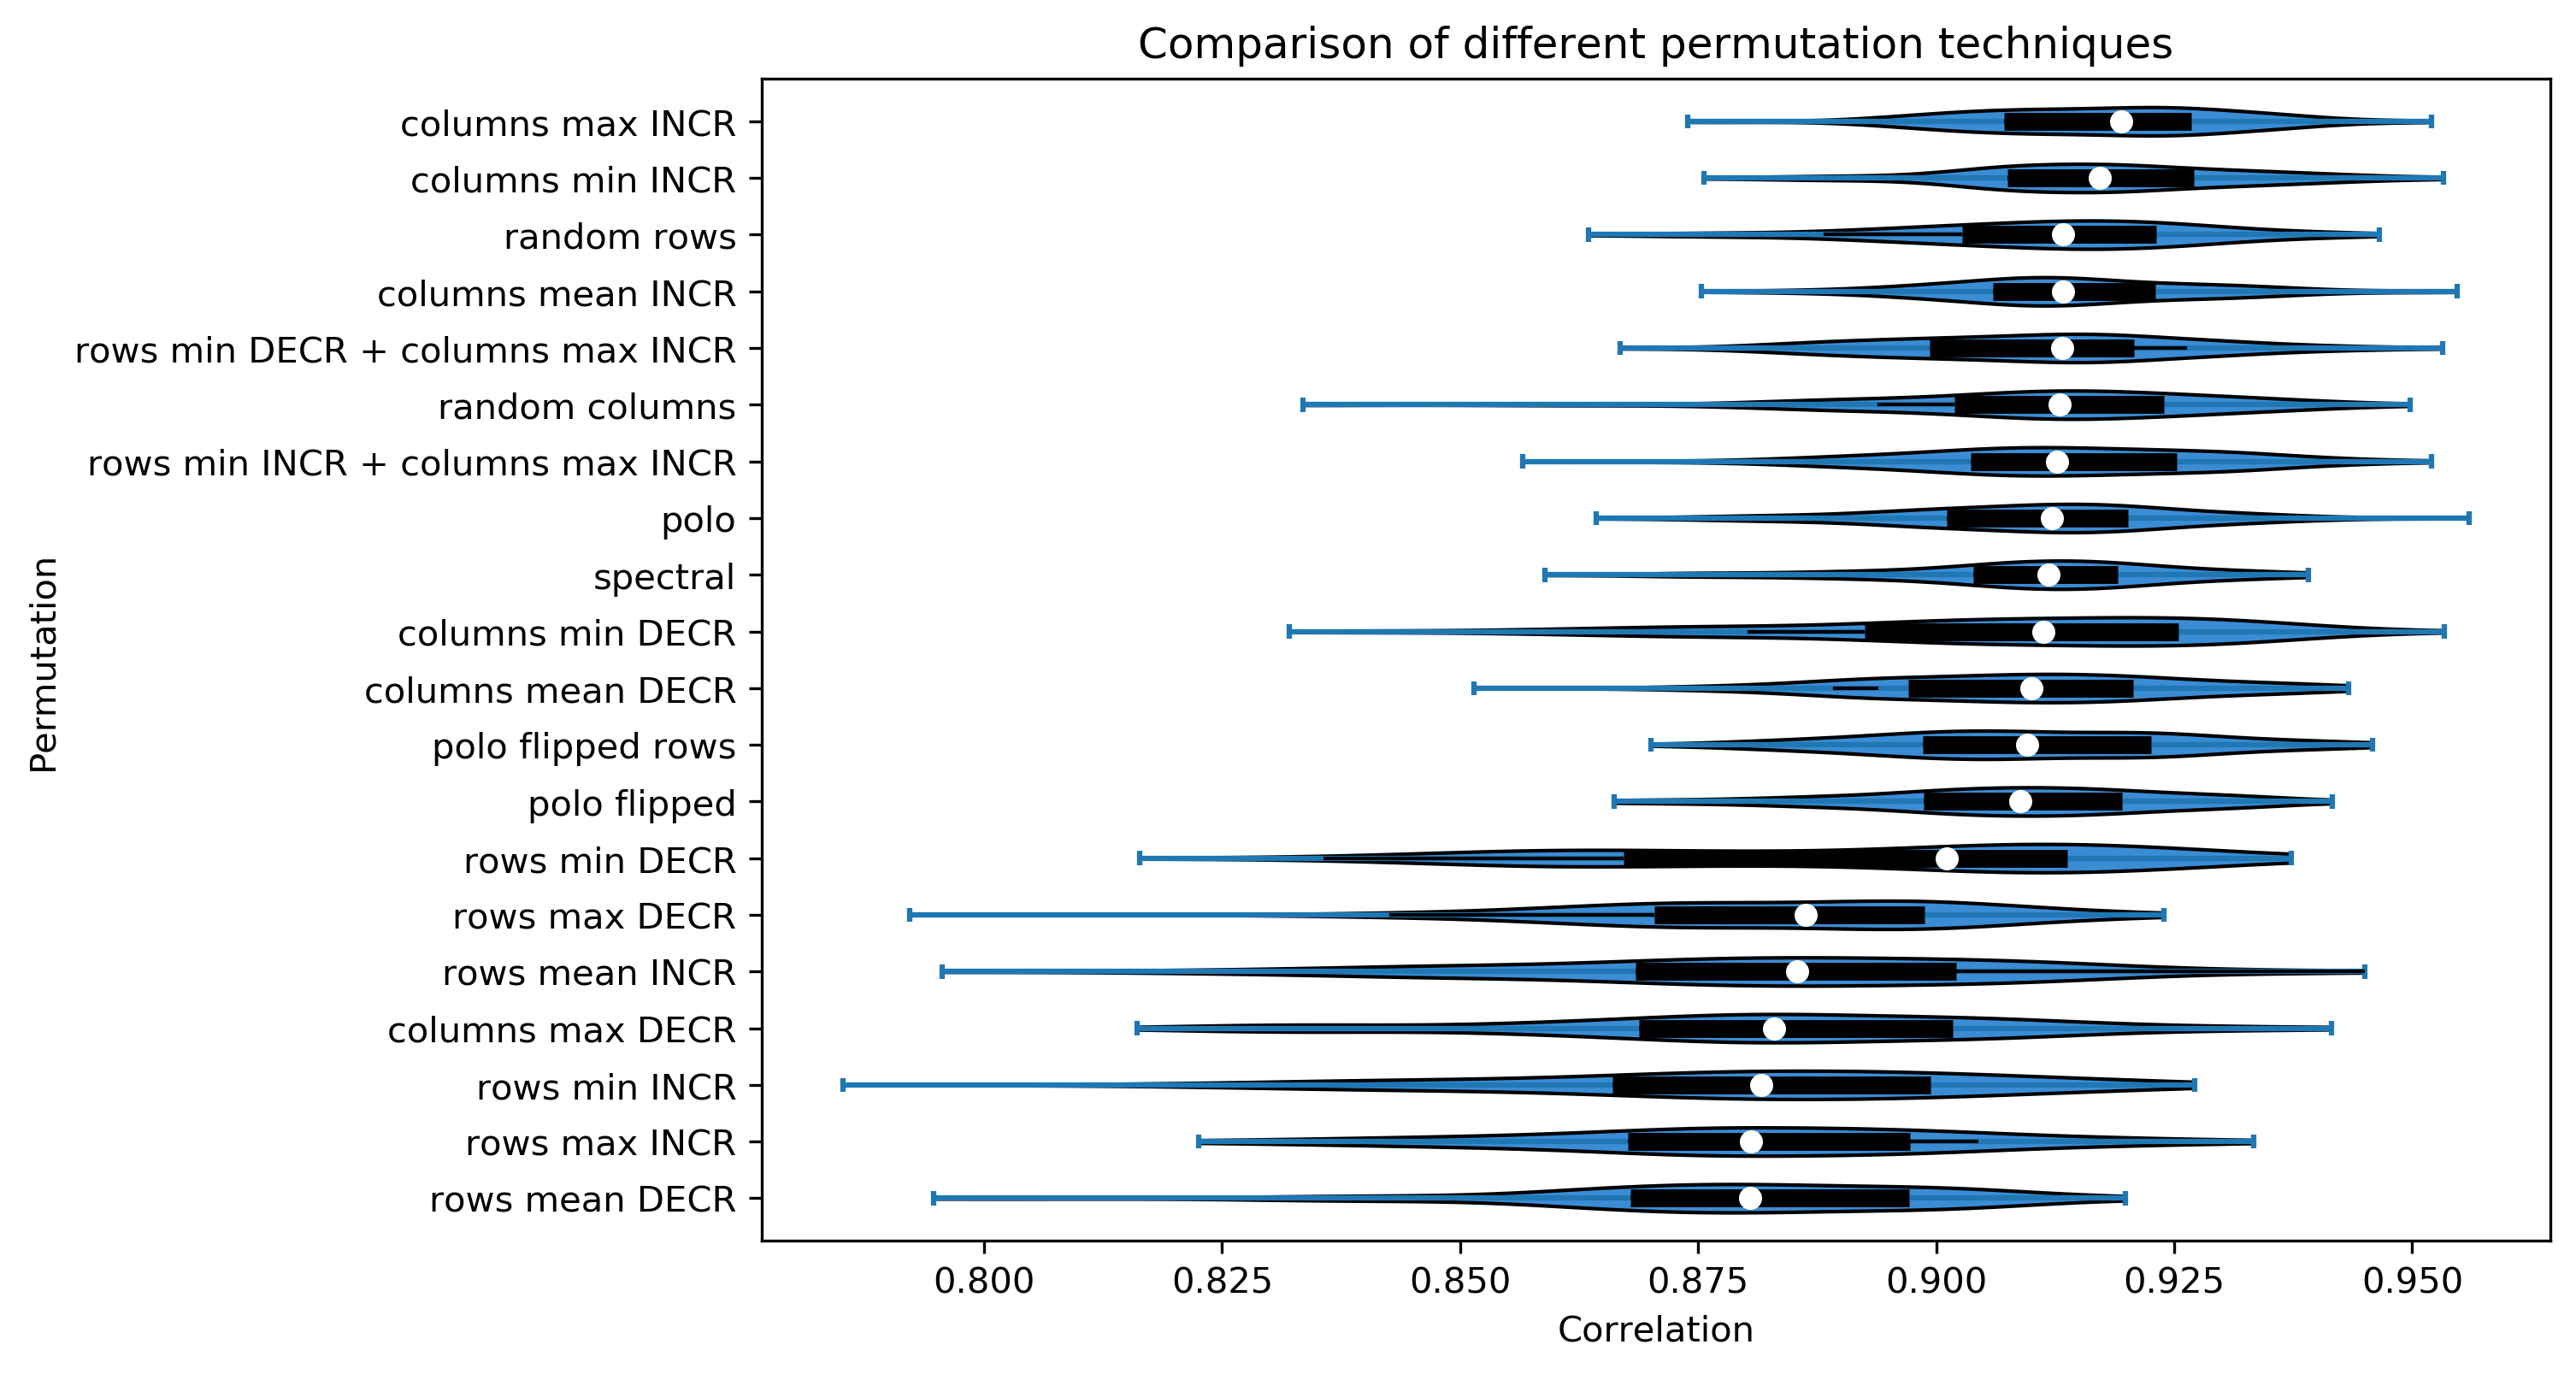 Comparison of different permutation techniques
columns max INCR
columns min INCR
random rows
columns mean INCR
rows min DECR + columns max INCR
random columns
rows min INCR + columns max INCR
polo
spectral
columns min DECR
columns mean DECR
polo flipped rows
polo flipped
rows min DECR
rows max DECR
rows mean INCR
columns max DECR
rows min INCR
rows max INCR
rows mean DECR
Permutation
0.800 0.825 0.850 0.875 0.900 0.925 0.950
Correlation